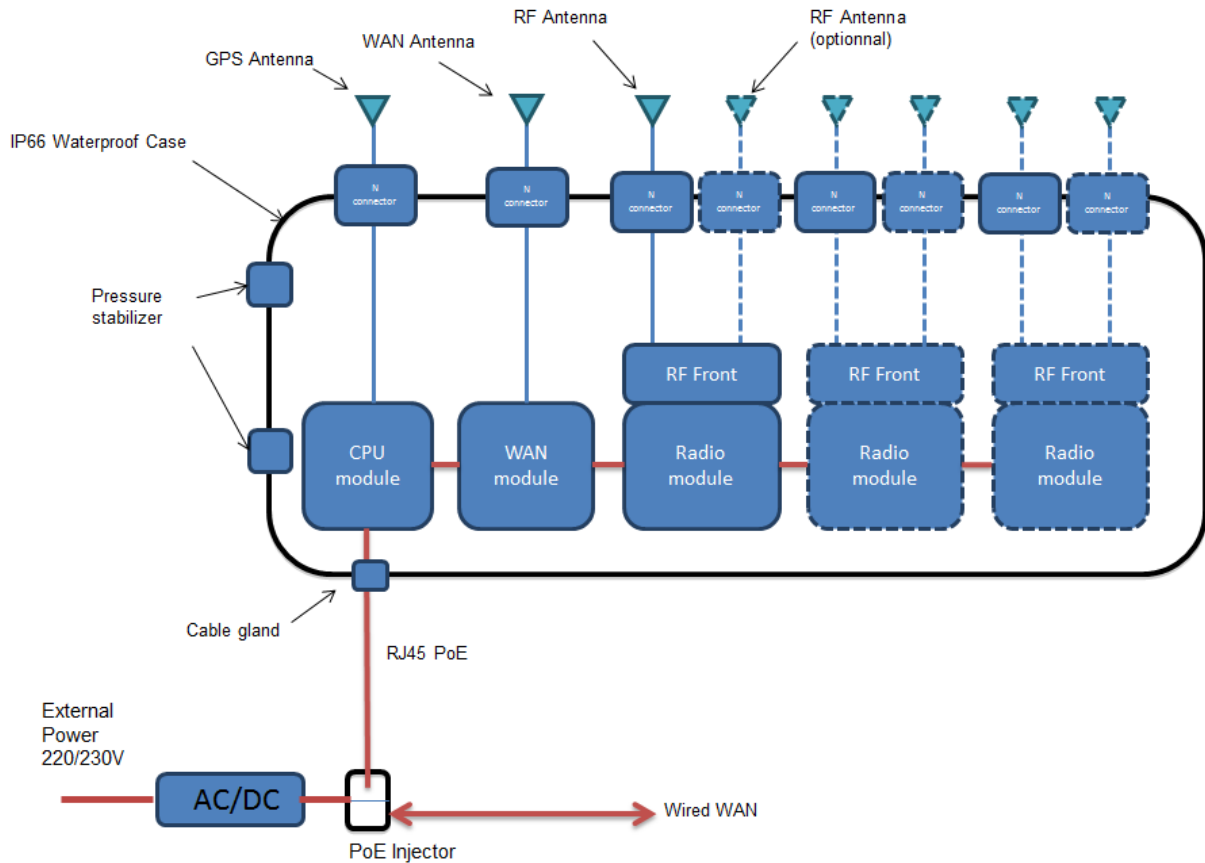 RF Antenna
RF Antenna
(optionnal)
WAN Antenna
GPS Antenna
IP66 Waterproof Case
N
connector
N
connector
N
connector
N
connector
N
connector
N
connector
N
connector
N
connector
Pressure
stabilizer
RF Front
RF Front
RF Front
CPU
module
WAN
module
Radio
module
Radio
module
Radio
module
Cable gland
RJ45 PoE
External
Power
220/230V
AC/DC
Wired WAN
PoE Injector